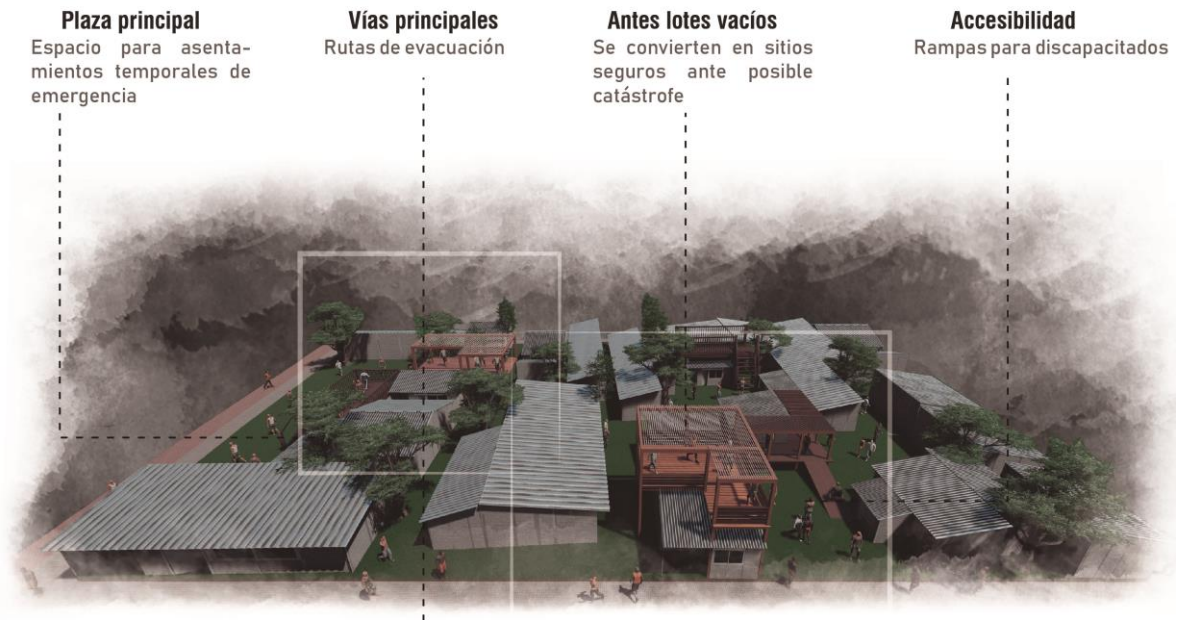 Plaza principal
Espacio para asenta-
mientos temporales de
emergencia
Vías principales
Rutas de evacuación
Antes lotes vacíos
Se convierten en sitios
seguros ante posible
catástrofe
Accesibilidad
Rampas para discapacitados